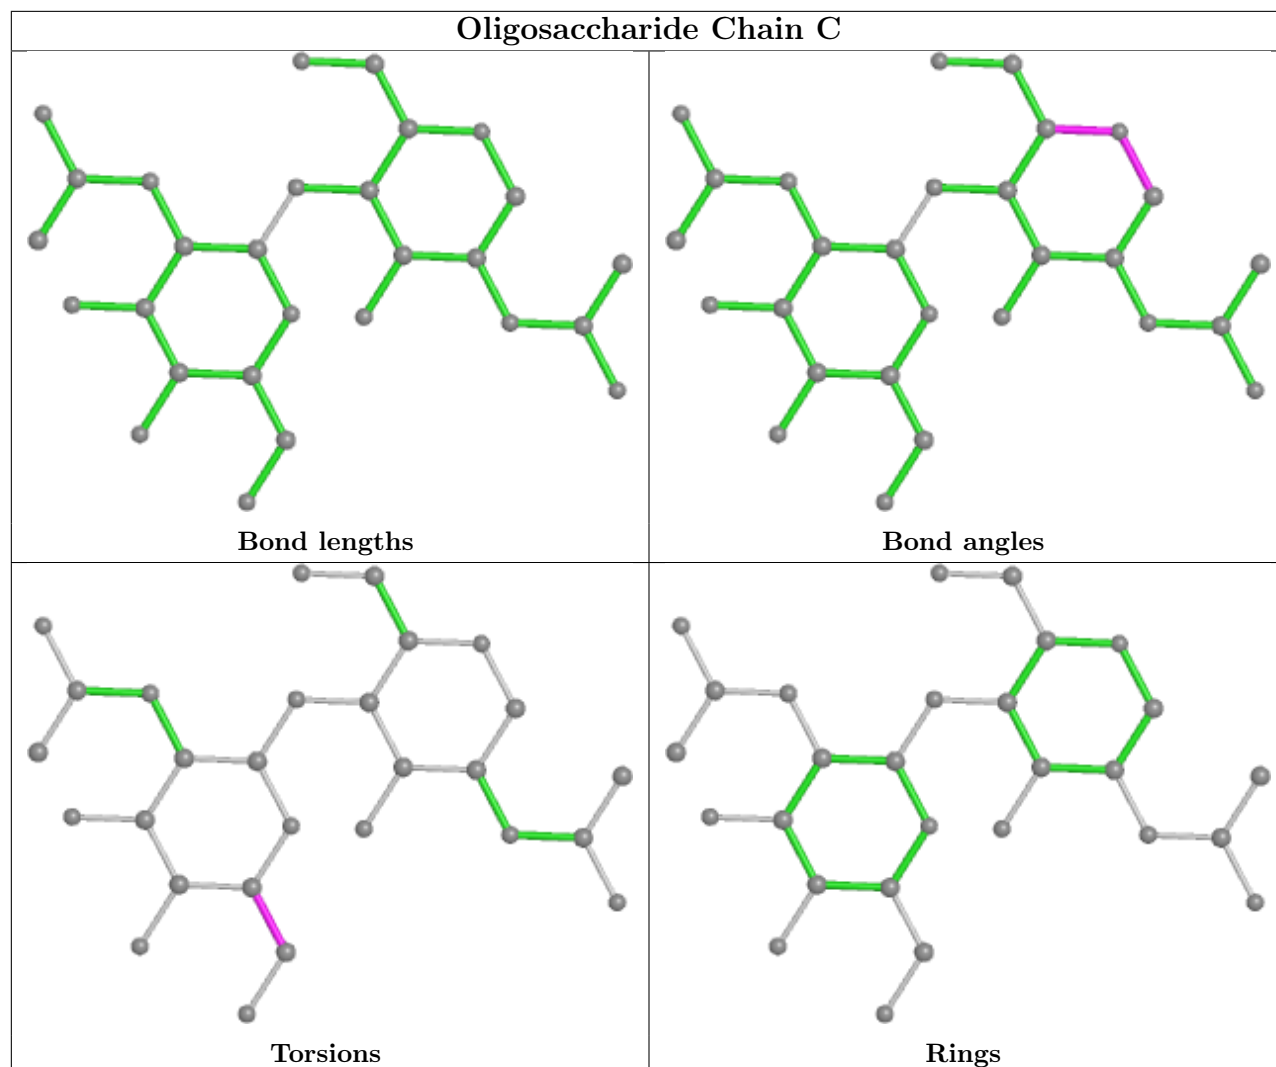 Oligosaccharide Chain C
Bond lengths
Bond angles
Torsions
Rings